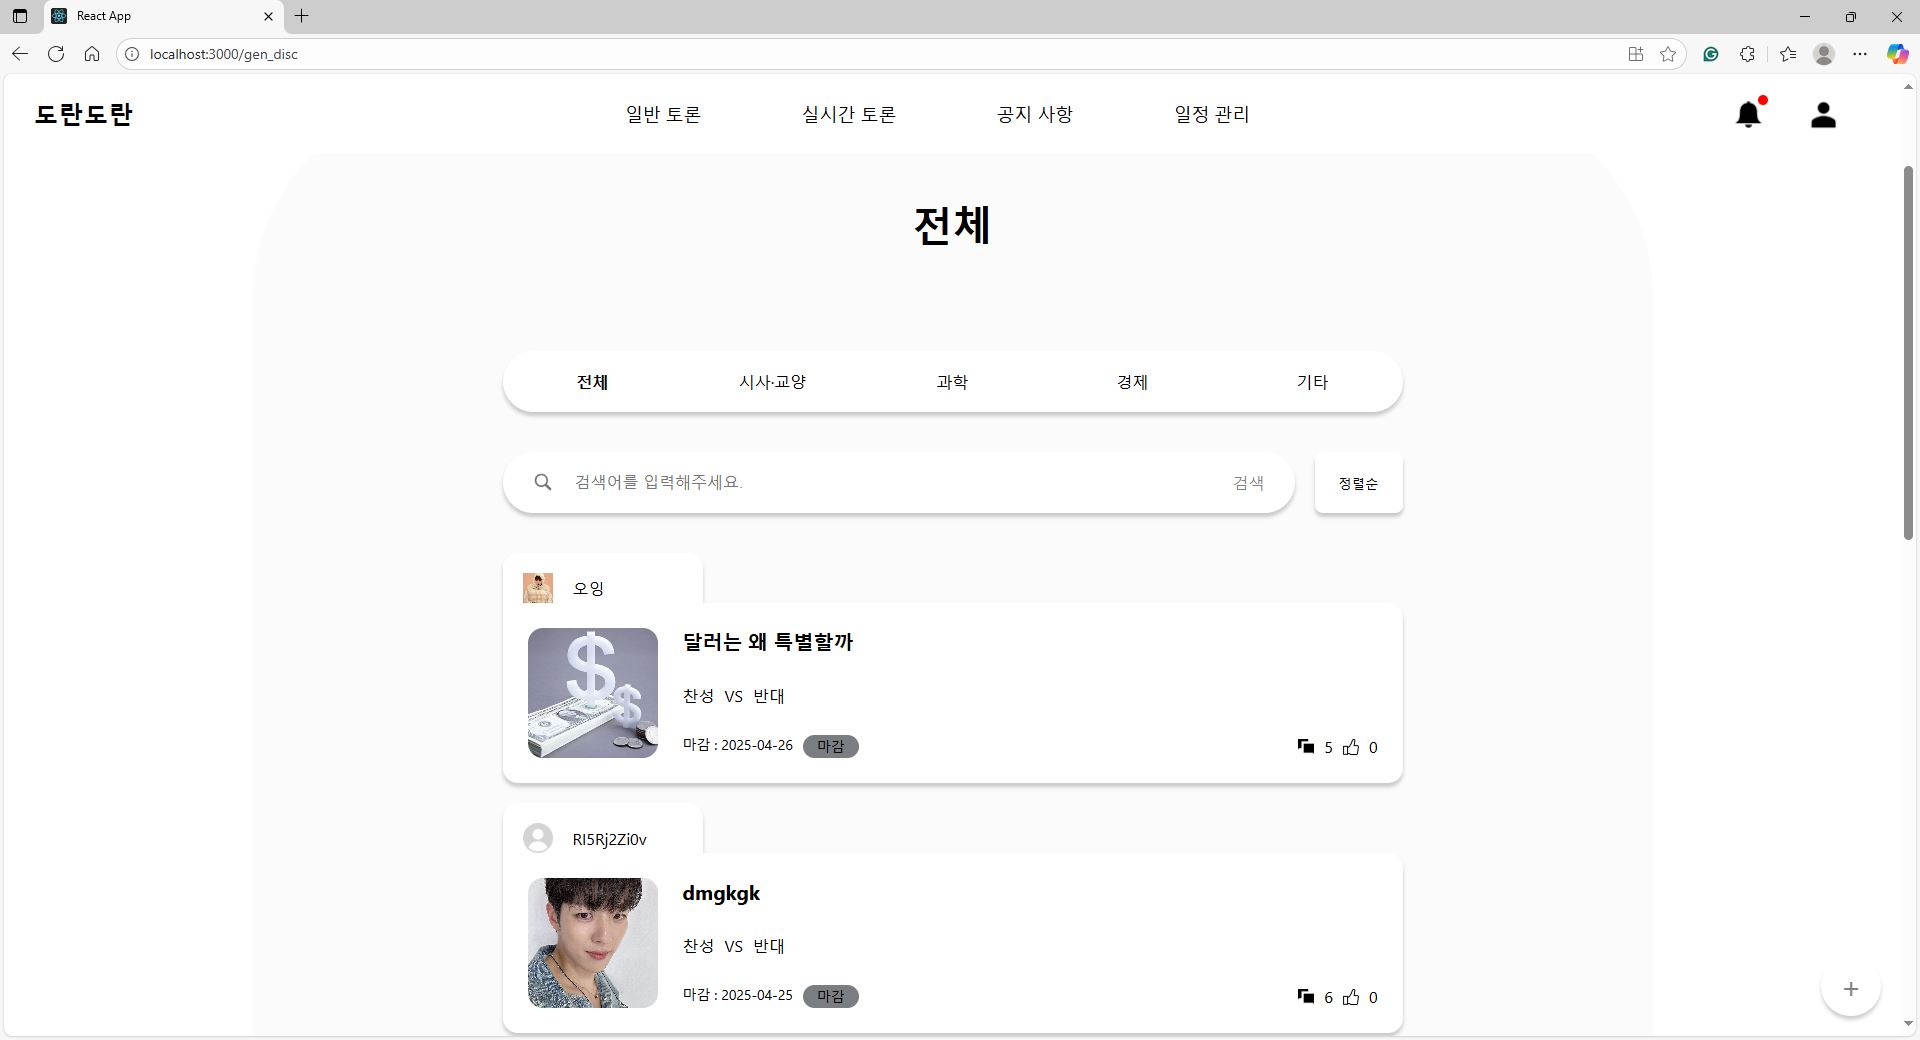 React App
localhost:3000/gen_disc
도란도란 일반 토론 실시간 토론 공지 사항 일정 관리
전체
전체 시사·교양 과학 경제 기타
검색어를 입력해주세요. 검색 정렬순
오잉
달러는 왜 특별할까
찬성 VS 반대
마감 : 2025-04-26 마감 5 0
RI5Rj2Zi0v
dmgkgk
찬성 VS 반대
마감 : 2025-04-25 마감 6 0